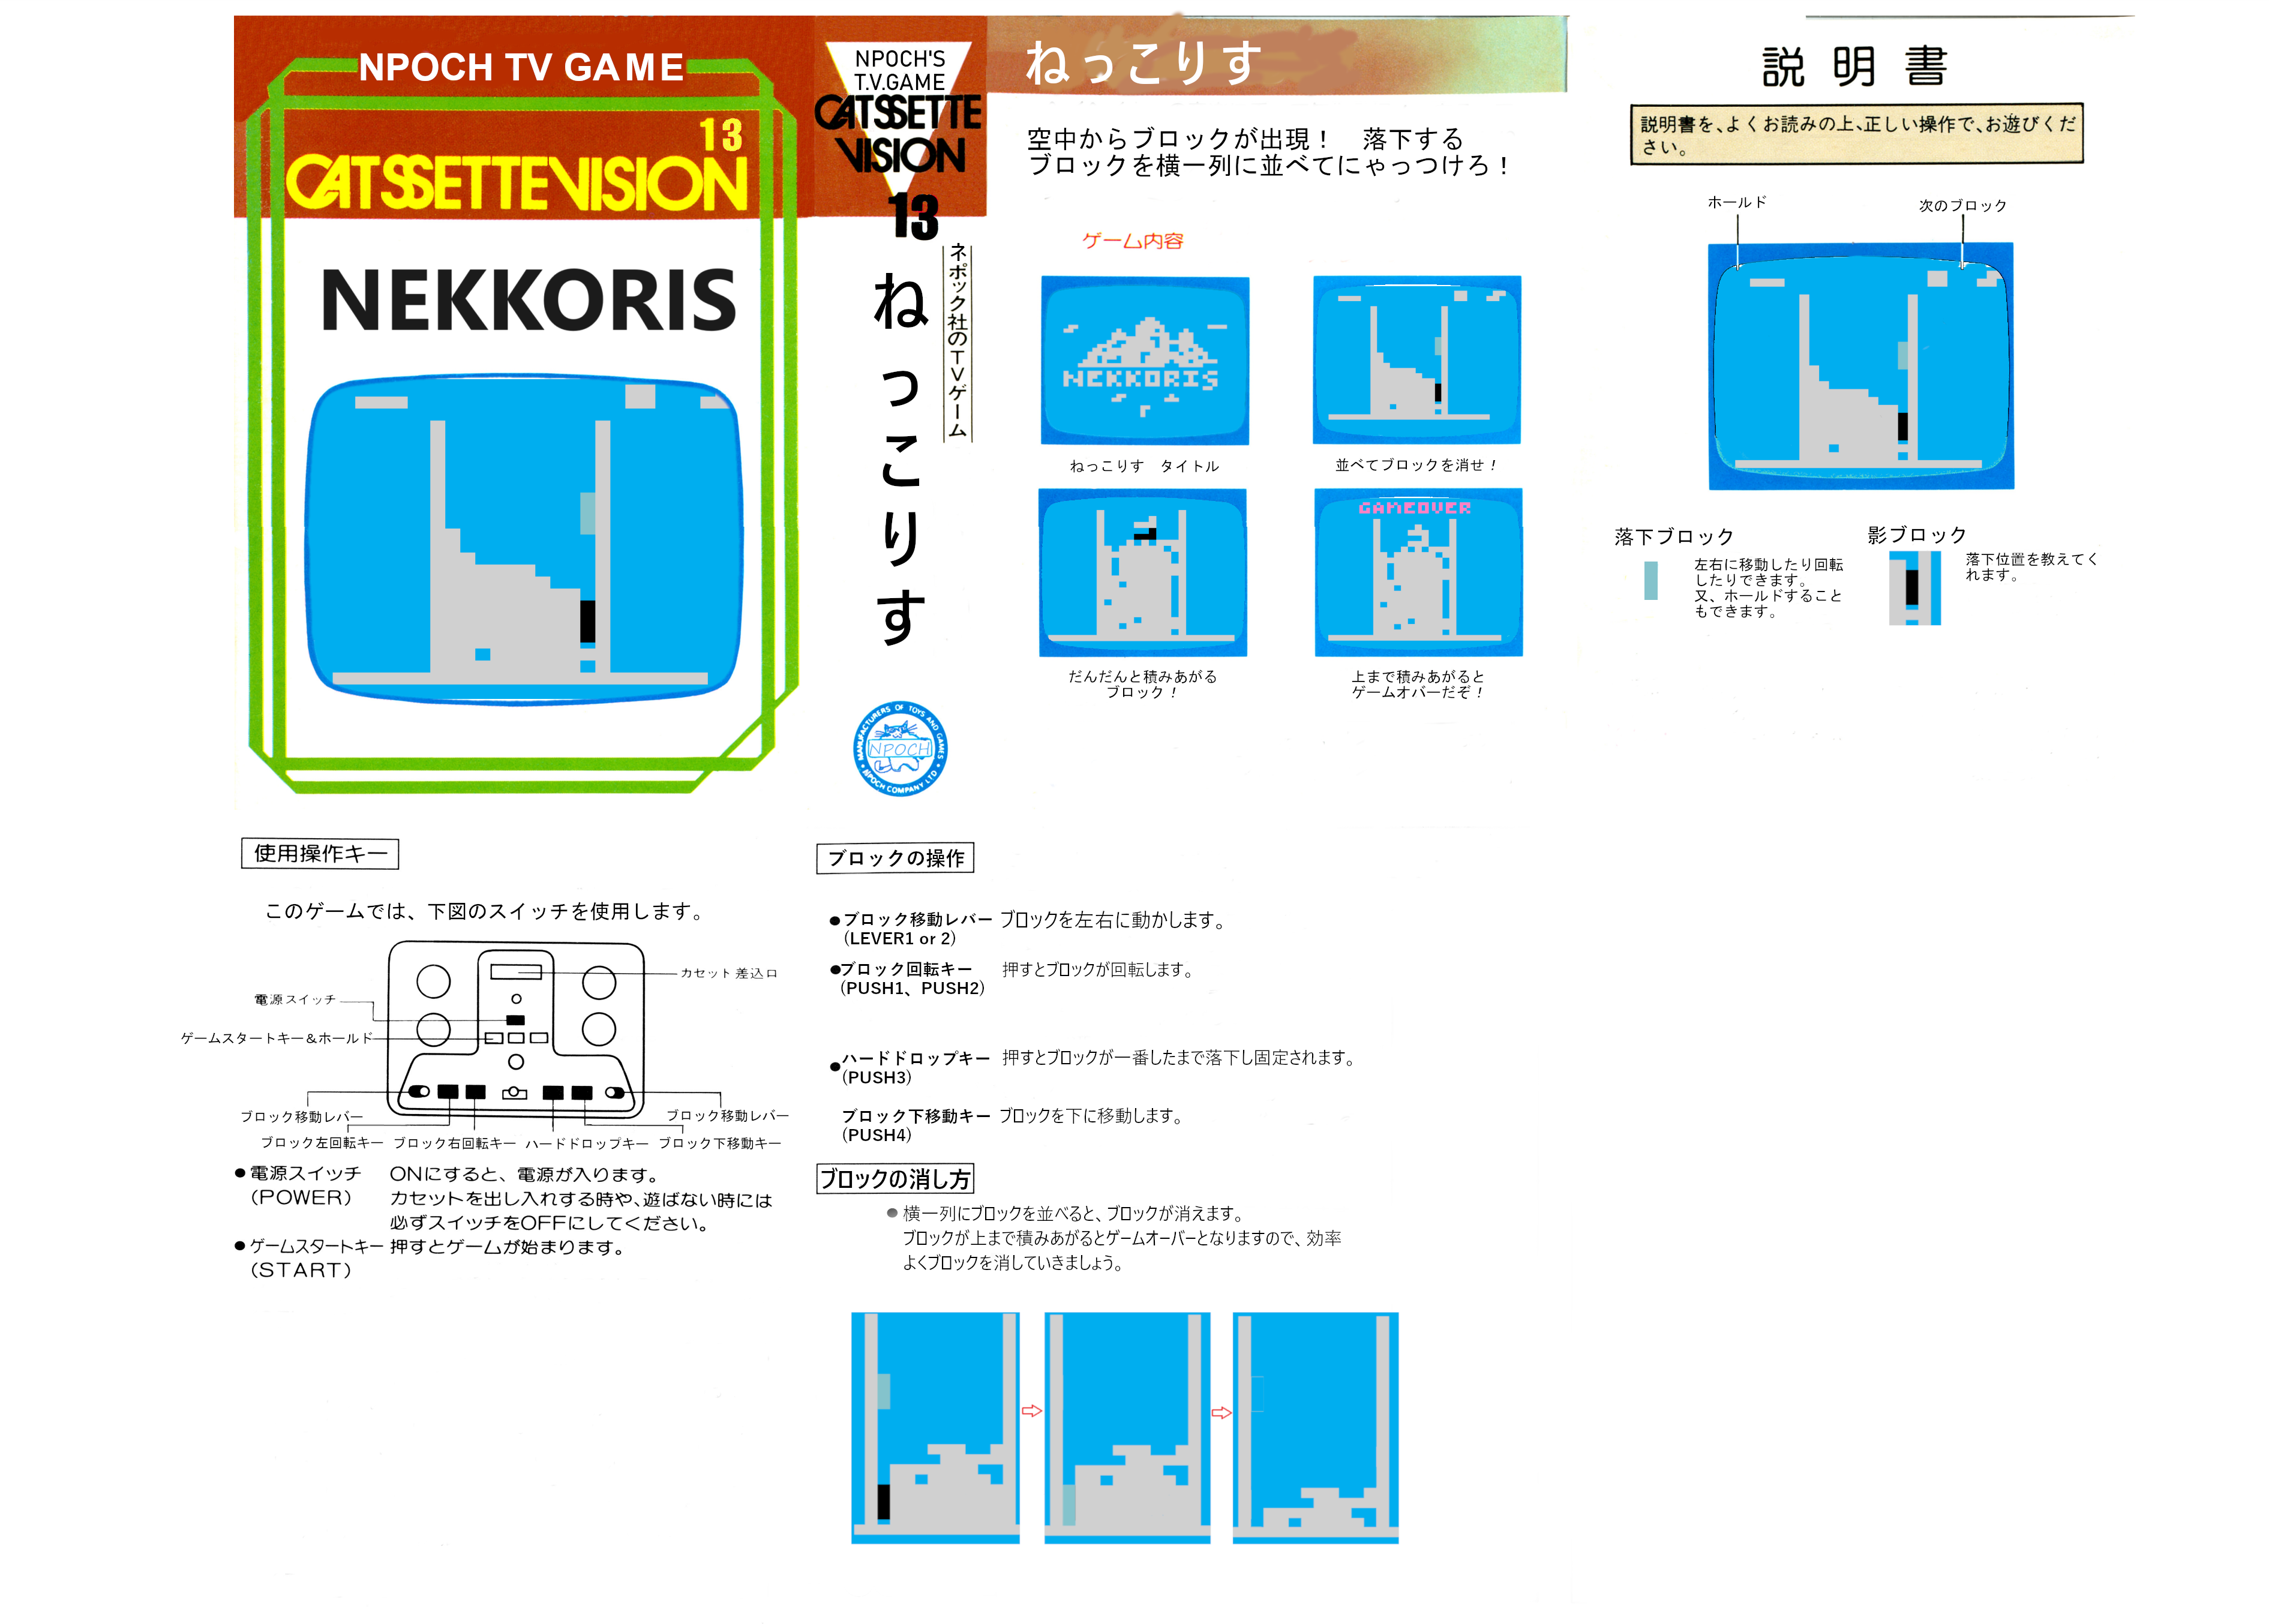 NPOCH TV GAME
13
CATSSETTEVISION
NEKKORIS
NPOCH'S
T.V.GAME
CATSSETTE
VISION
13
ねっこりす
ネポック社のTVゲーム
MANUFACTURERS OF TOYS AND GAMES
NPOCH
NPOCH COMPANY LTD
ねっこりす
空中からブロックが出現！　落下する
ブロックを横一列に並べてにゃっつけろ！
ゲーム内容
NEKKORIS
ねっこりす　タイトル
並べてブロックを消せ！
GAMEOVER
だんだんと積みあがる
ブロック！
上まで積みあがると
ゲームオバーだぞ！
説明書
説明書を、よくお読みの上、正しい操作で、お遊びくだ
さい。
ホールド
次のブロック
落下ブロック
左右に移動したり回転
したりできます。
又、ホールドすること
もできます。
影ブロック
落下位置を教えてく
れます。
使用操作キー
このゲームでは、下図のスイッチを使用します。
カセット差込口
電源スイッチ
ゲームスタートキー＆ホールド
ブロック移動レバー
ブロック移動レバー
ブロック左回転キー
ブロック右回転キー
ハードドロップキー
ブロック下移動キー
●電源スイッチ　ONにすると、電源が入ります。
（POWER）　カセットを出し入れする時や、遊ばない時には
必ずスイッチをOFFにしてください。
●ゲームスタートキー 押すとゲームが始まります。
（START）
ブロックの操作
●ブロック移動レバー ブロックを左右に動かします。
(LEVER1 or 2)
●ブロック回転キー　押すとブロックが回転します。
(PUSH1、PUSH2)
●ハードドロップキー 押すとブロックが一番したまで落下し固定されます。
(PUSH3)
ブロック下移動キー ブロックを下に移動します。
(PUSH4)
ブロックの消し方
●横一列にブロックを並べると、ブロックが消えます。
ブロックが上まで積みあがるとゲームオーバーとなりますので、効率
よくブロックを消していきましょう。